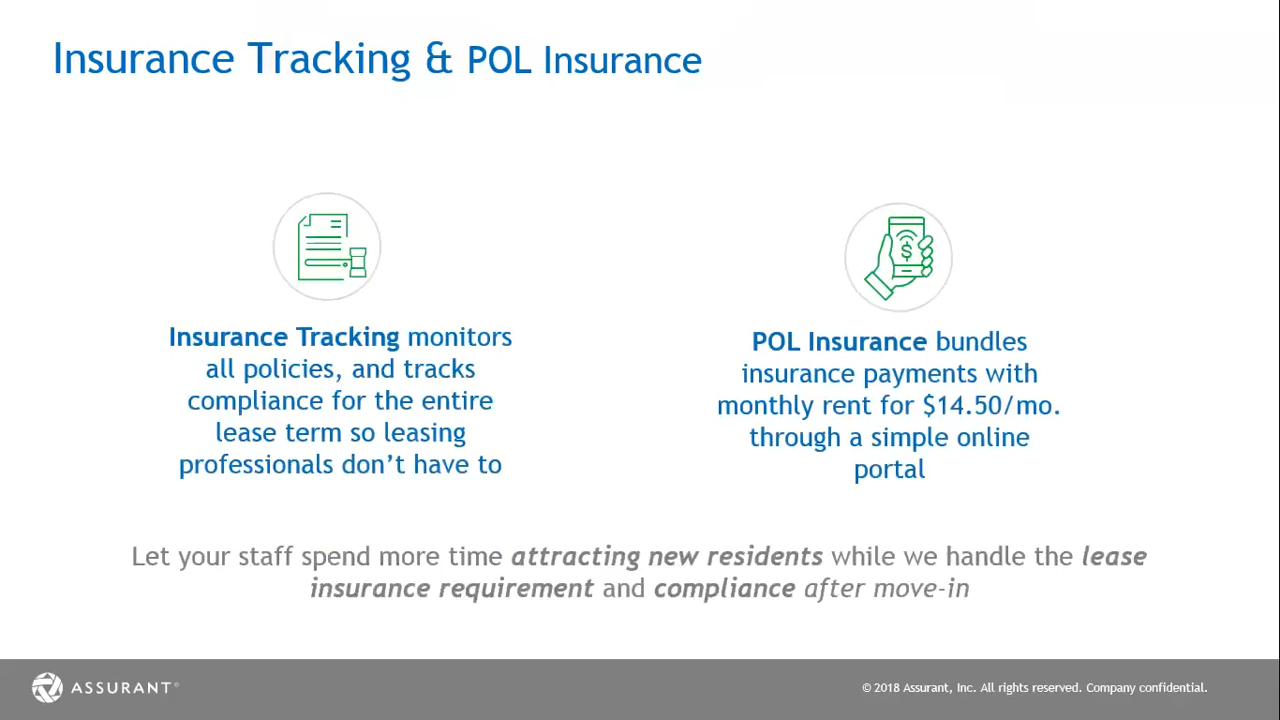 Insurance Tracking & POL Insurance
Insurance Tracking monitors
all policies, and tracks
compliance for the entire
lease term so leasing
professionals don't have to
$
POL Insurance bundles
insurance payments with
monthly rent for $14.50/mo.
through a simple online
portal
Let your staff spend more time attracting new residents while we handle the lease
insurance requirement and compliance after move-in
ASSURANT®
© 2018 Assurant, Inc. All rights reserved. Company confidential.